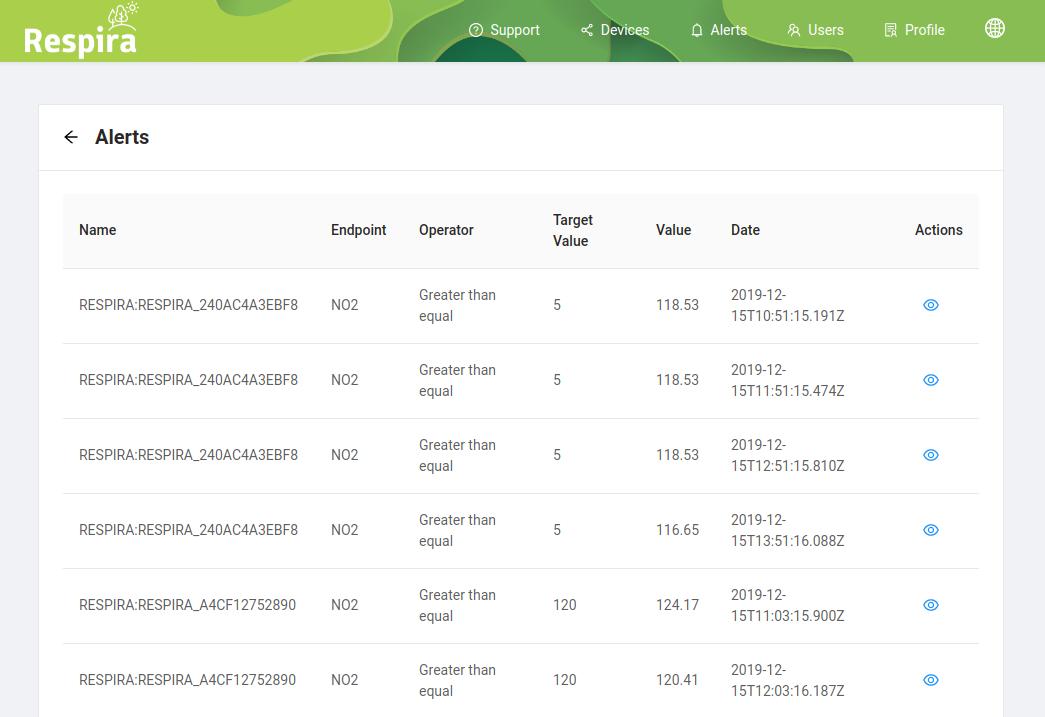 Respira
Support Devices Alerts Users Profile
Alerts
Name Endpoint Operator Target Value Value Date Actions
RESPIRA:RESPIRA_240AC4A3EBF8 NO2 Greater than equal 5 118.53 2019-12-15T10:51:15.191Z
RESPIRA:RESPIRA_240AC4A3EBF8 NO2 Greater than equal 5 118.53 2019-12-15T11:51:15.474Z
RESPIRA:RESPIRA_240AC4A3EBF8 NO2 Greater than equal 5 118.53 2019-12-15T12:51:15.810Z
RESPIRA:RESPIRA_240AC4A3EBF8 NO2 Greater than equal 5 116.65 2019-12-15T13:51:16.088Z
RESPIRA:RESPIRA_A4CF12752890 NO2 Greater than equal 120 124.17 2019-12-15T11:03:15.900Z
RESPIRA:RESPIRA_A4CF12752890 NO2 Greater than equal 120 120.41 2019-12-15T12:03:16.187Z